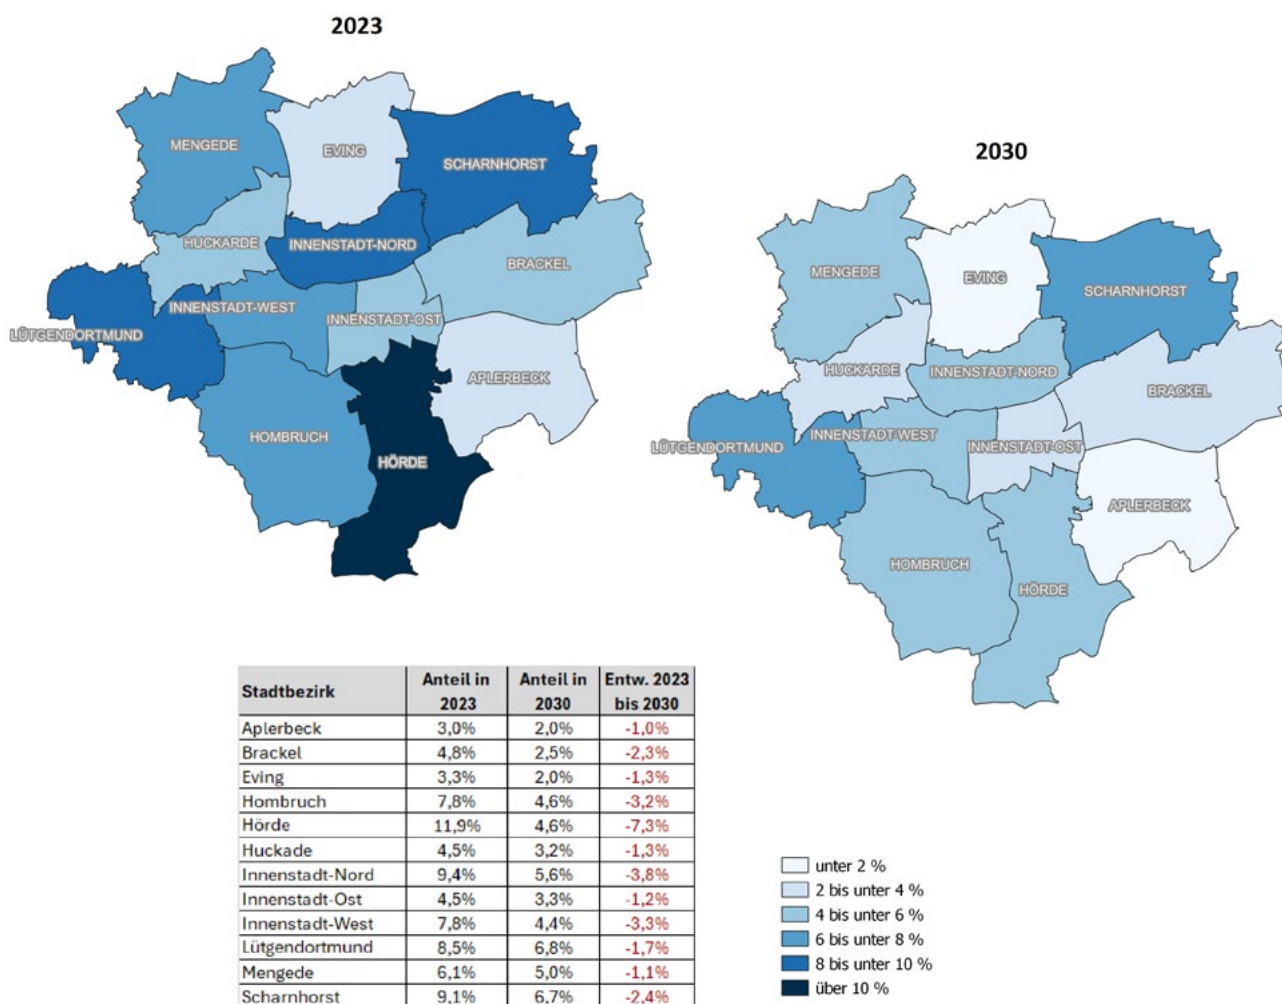 2023
MENGEDE
EVING
SCHARNHORST
HUCKARDE
INNENSTADT-NORD
BRACKEL
INNENSTADT-WEST
INNENSTADT-OST
LÜTGENDORTMUND
APLERBECK
HOMBRUCH
HÖRDE
2030
MENGEDE
EVING
SCHARNHORST
HUCKARDE
INNENSTADT-NORD
BRACKEL
INNENSTADT-WEST
INNENSTADT-OST
LÜTGENDORTMUND
APLERBECK
HOMBRUCH
HÖRDE
Stadtbezirk Anteil in 2023 Anteil in 2030 Entw. 2023 bis 2030
Aplerbeck 3,0% 2,0% -1,0%
Brackel 4,8% 2,5% -2,3%
Eving 3,3% 2,0% -1,3%
Hombruch 7,8% 4,6% -3,2%
Hörde 11,9% 4,6% -7,3%
Huckade 4,5% 3,2% -1,3%
Innenstadt-Nord 9,4% 5,6% -3,8%
Innenstadt-Ost 4,5% 3,3% -1,2%
Innenstadt-West 7,8% 4,4% -3,3%
Lütgendortmund 8,5% 6,8% -1,7%
Mengede 6,1% 5,0% -1,1%
Scharnhorst 9,1% 6,7% -2,4%
unter 2 %
2 bis unter 4 %
4 bis unter 6 %
6 bis unter 8 %
8 bis unter 10 %
über 10 %